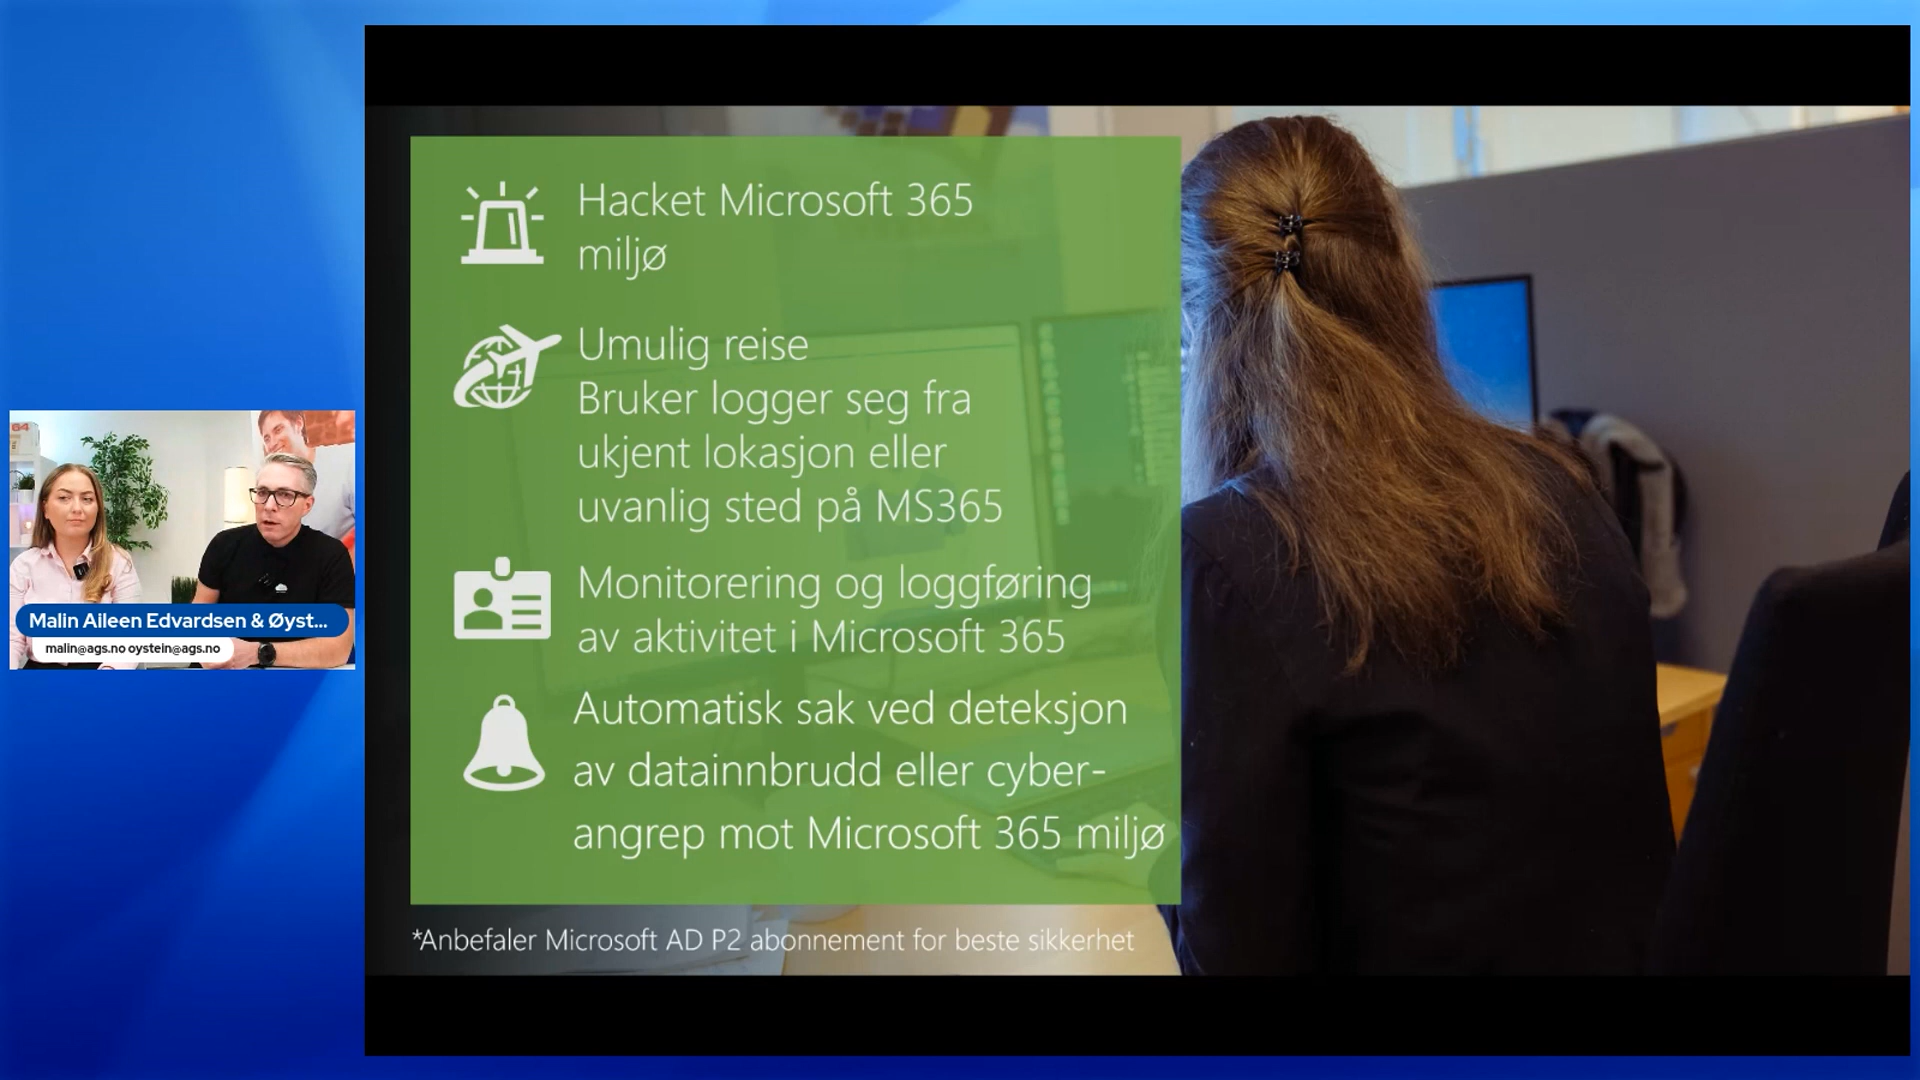 Hacket Microsoft 365
miljø
Umulig reise
Bruker logger seg fra
ukjent lokasjon eller
uvanlig sted på MS365
Monitorering og loggføring
av aktivitet i Microsoft 365
Automatisk sak ved deteksjon
av datainnbrudd eller cyber-
angrep mot Microsoft 365 miljø
*Anbefaler Microsoft AD P2 abonnement for beste sikkerhet
64
Malin Aileen Edvardsen & Øyst...
malin@ags.no oystein@ags.no